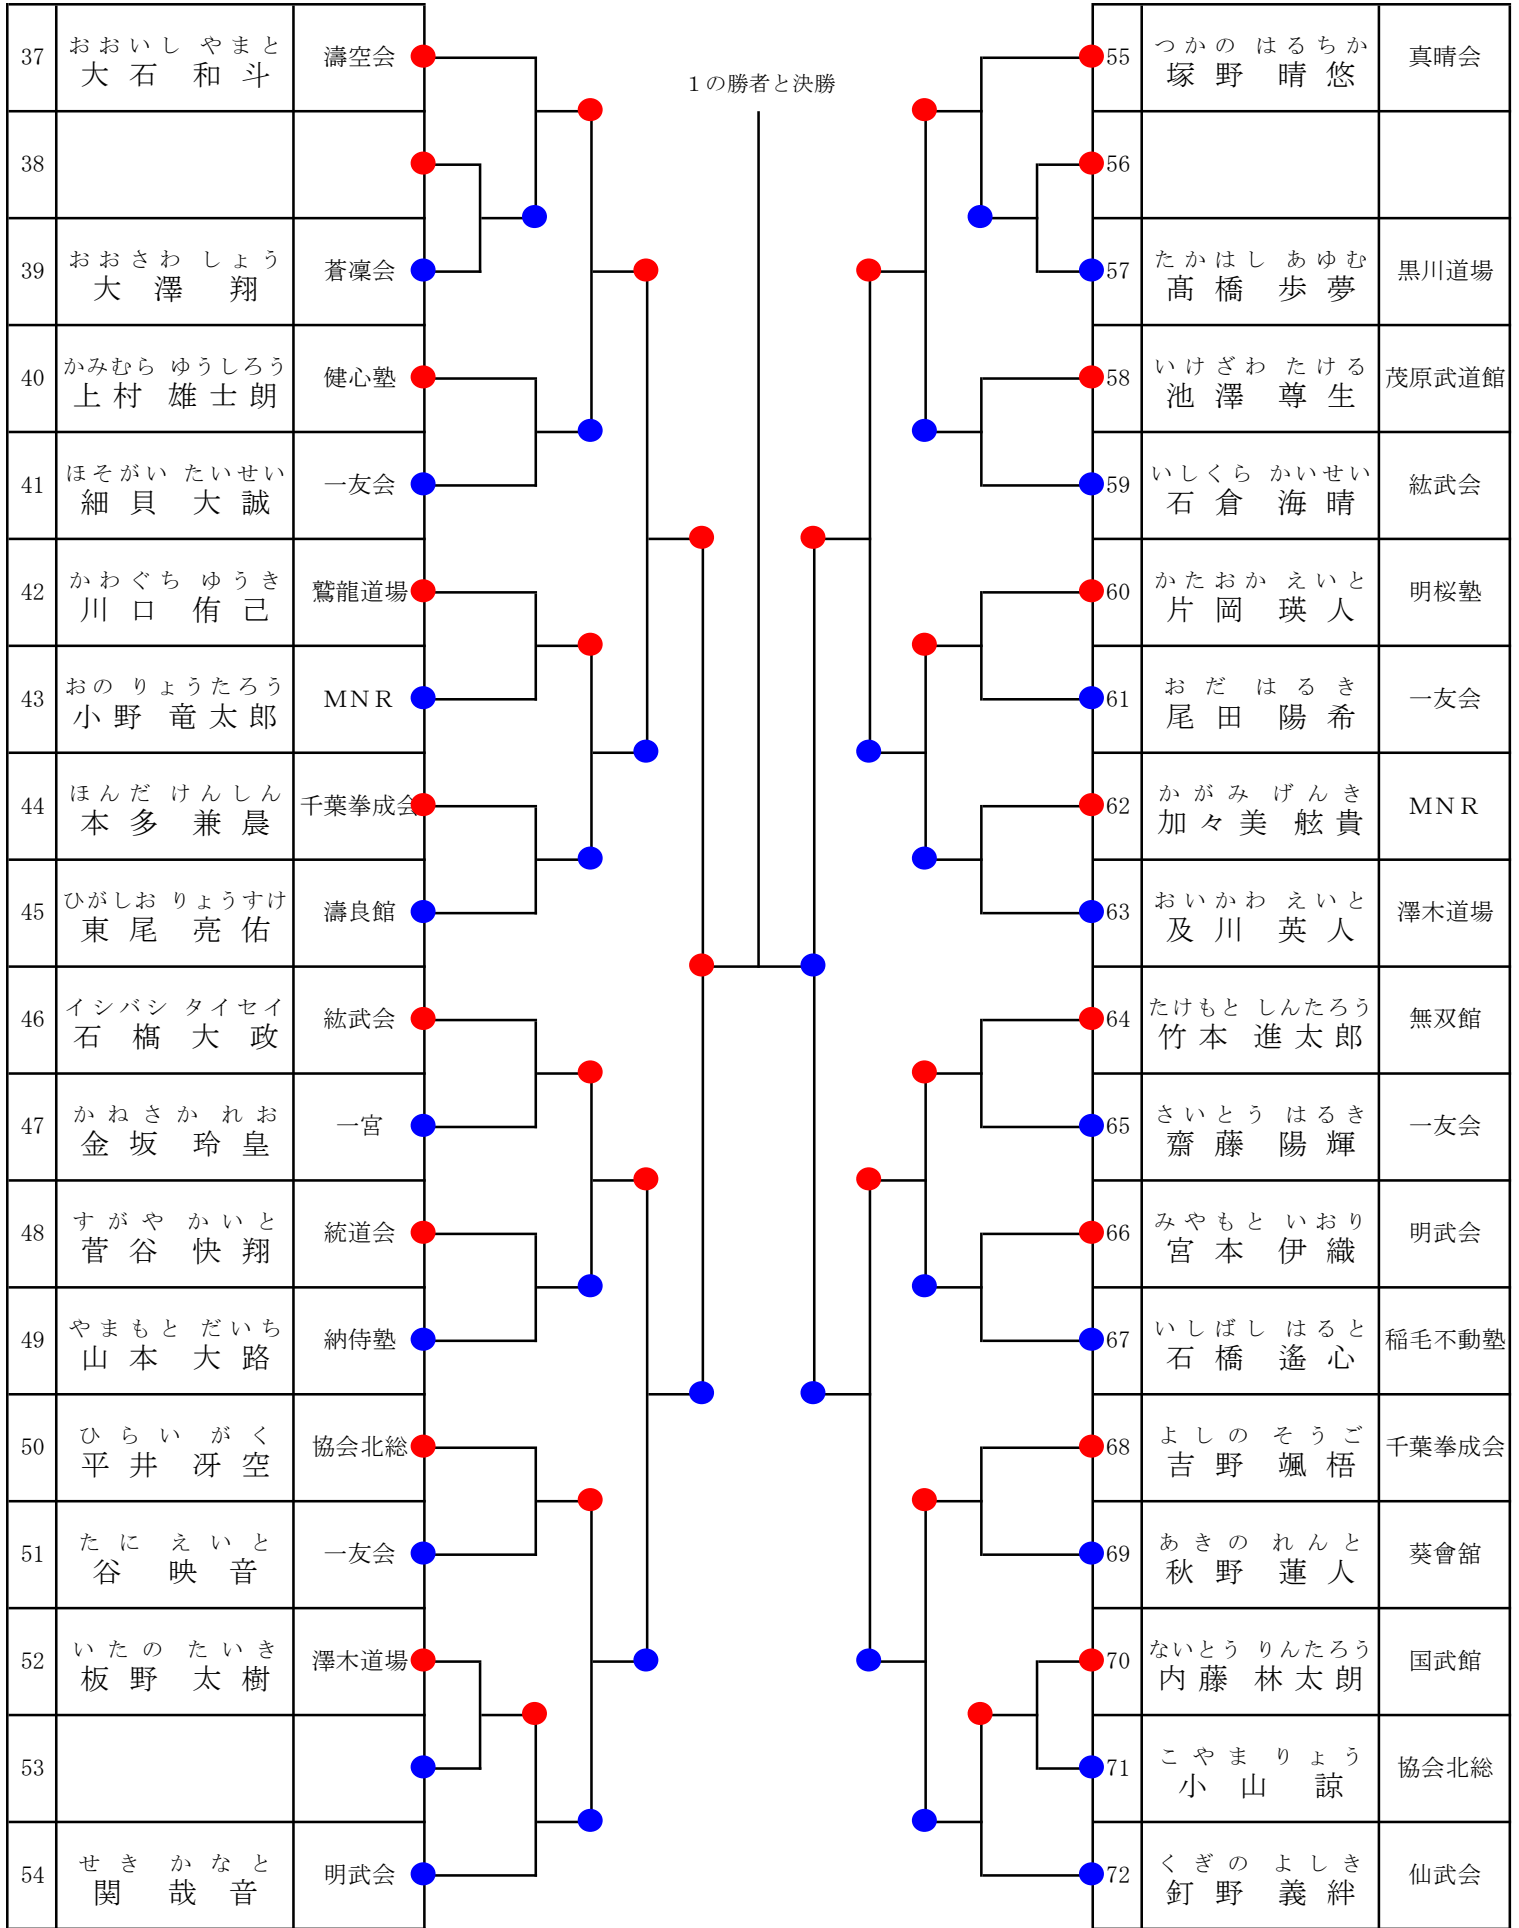 １の勝者と決勝
37 おおいし やまと 大石 和斗 濤空会
38
39 おおさわ しょう 大澤 翔 蒼凜会
40 かみむら ゆうしろう 上村 雄士朗 健心塾
41 ほそがい たいせい 細貝 大誠 一友会
42 かわぐち ゆうき 川口 侑己 鷲龍道場
43 おの りょうたろう 小野 竜太郎 ＭＮＲ
44 ほんだ けんしん 本多 兼晨 千葉拳成会
45 ひがしお りょうすけ 東尾 亮佑 濤良館
46 イシバシ タイセイ 石槗 大政 紘武会
47 かねさか れお 金坂 玲皇 一宮
48 すがや かいと 菅谷 快翔 統道会
49 やまもと だいち 山本 大路 納侍塾
50 ひらい がく 平井 冴空 協会北総
51 たに えいと 谷 映音 一友会
52 いたの たいき 板野 太樹 澤木道場
53
54 せき かなと 関 哉音 明武会
55 つかの はるちか 塚野 晴悠 真晴会
56
57 たかはし あゆむ 髙橋 歩夢 黒川道場
58 いけざわ たける 池澤 尊生 茂原武道館
59 いしくら かいせい 石倉 海晴 紘武会
60 かたおか えいと 片岡 瑛人 明桜塾
61 おだ はるき 尾田 陽希 一友会
62 かがみ げんき 加々美 舷貴 ＭＮＲ
63 おいかわ えいと 及川 英人 澤木道場
64 たけもと しんたろう 竹本 進太郎 無双館
65 さいとう はるき 齋藤 陽輝 一友会
66 みやもと いおり 宮本 伊織 明武会
67 いしばし はると 石橋 遙心 稲毛不動塾
68 よしの そうご 吉野 颯梧 千葉拳成会
69 あきの れんと 秋野 蓮人 葵會舘
70 ないとう りんたろう 内藤 林太朗 国武館
71 こやま りょう 小山 諒 協会北総
72 くぎの よしき 釘野 義絆 仙武会